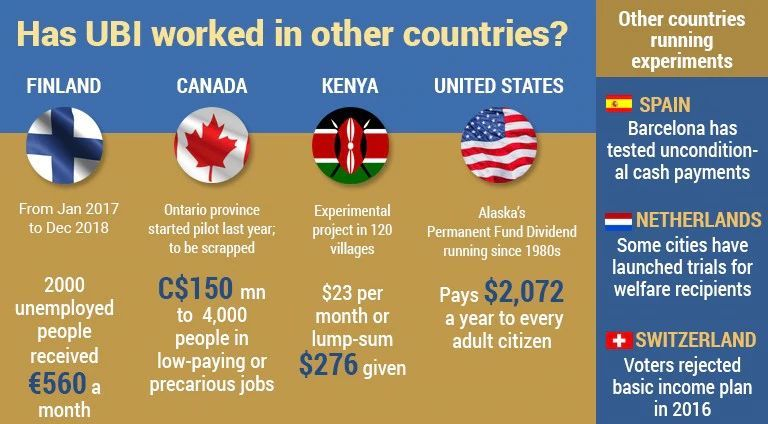 Has UBI worked in other countries?
FINLAND
From Jan 2017
to Dec 2018
2000
unemployed
people
received
€560 a
month
CANADA
Ontario province
started pilot last year;
to be scrapped
C$150 mn
to 4,000
people in
low-paying or
precarious jobs
KENYA
Experimental
project in 120
villages
$23 per
month or
lump-sum
$276 given
UNITED STATES
Alaska's
Permanent Fund Dividend
running since 1980s
Pays $2,072
a year to every
adult citizen
Other countries
running
experiments
SPAIN
Barcelona has
tested uncondition-
al cash payments
NETHERLANDS
Some cities have
launched trials for
welfare recipients
SWITZERLAND
Voters rejected
basic income plan
in 2016